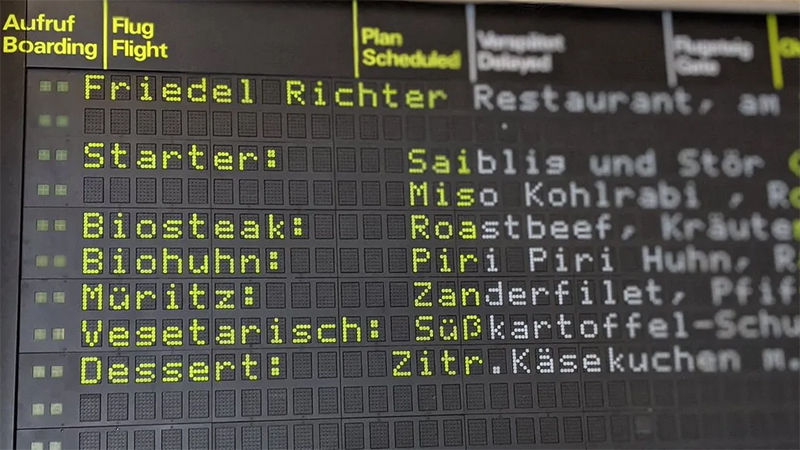 Aufruf Flug Plan Verspätet Flugsteig
Boarding Flight Scheduled Delayed Gate
Friedel Richter Restaurant, am
Starter: Saiblig und Stör
Miso Kohlrabi ,
Biosteak: Roastbeef, Kräute
Biohuhn: Piri Piri Huhn,
Müritz: Zanderfilet, Pfif
Vegetarisch: Süßkartoffel-Schu
Dessert: Zitr.Käsekuchen m.